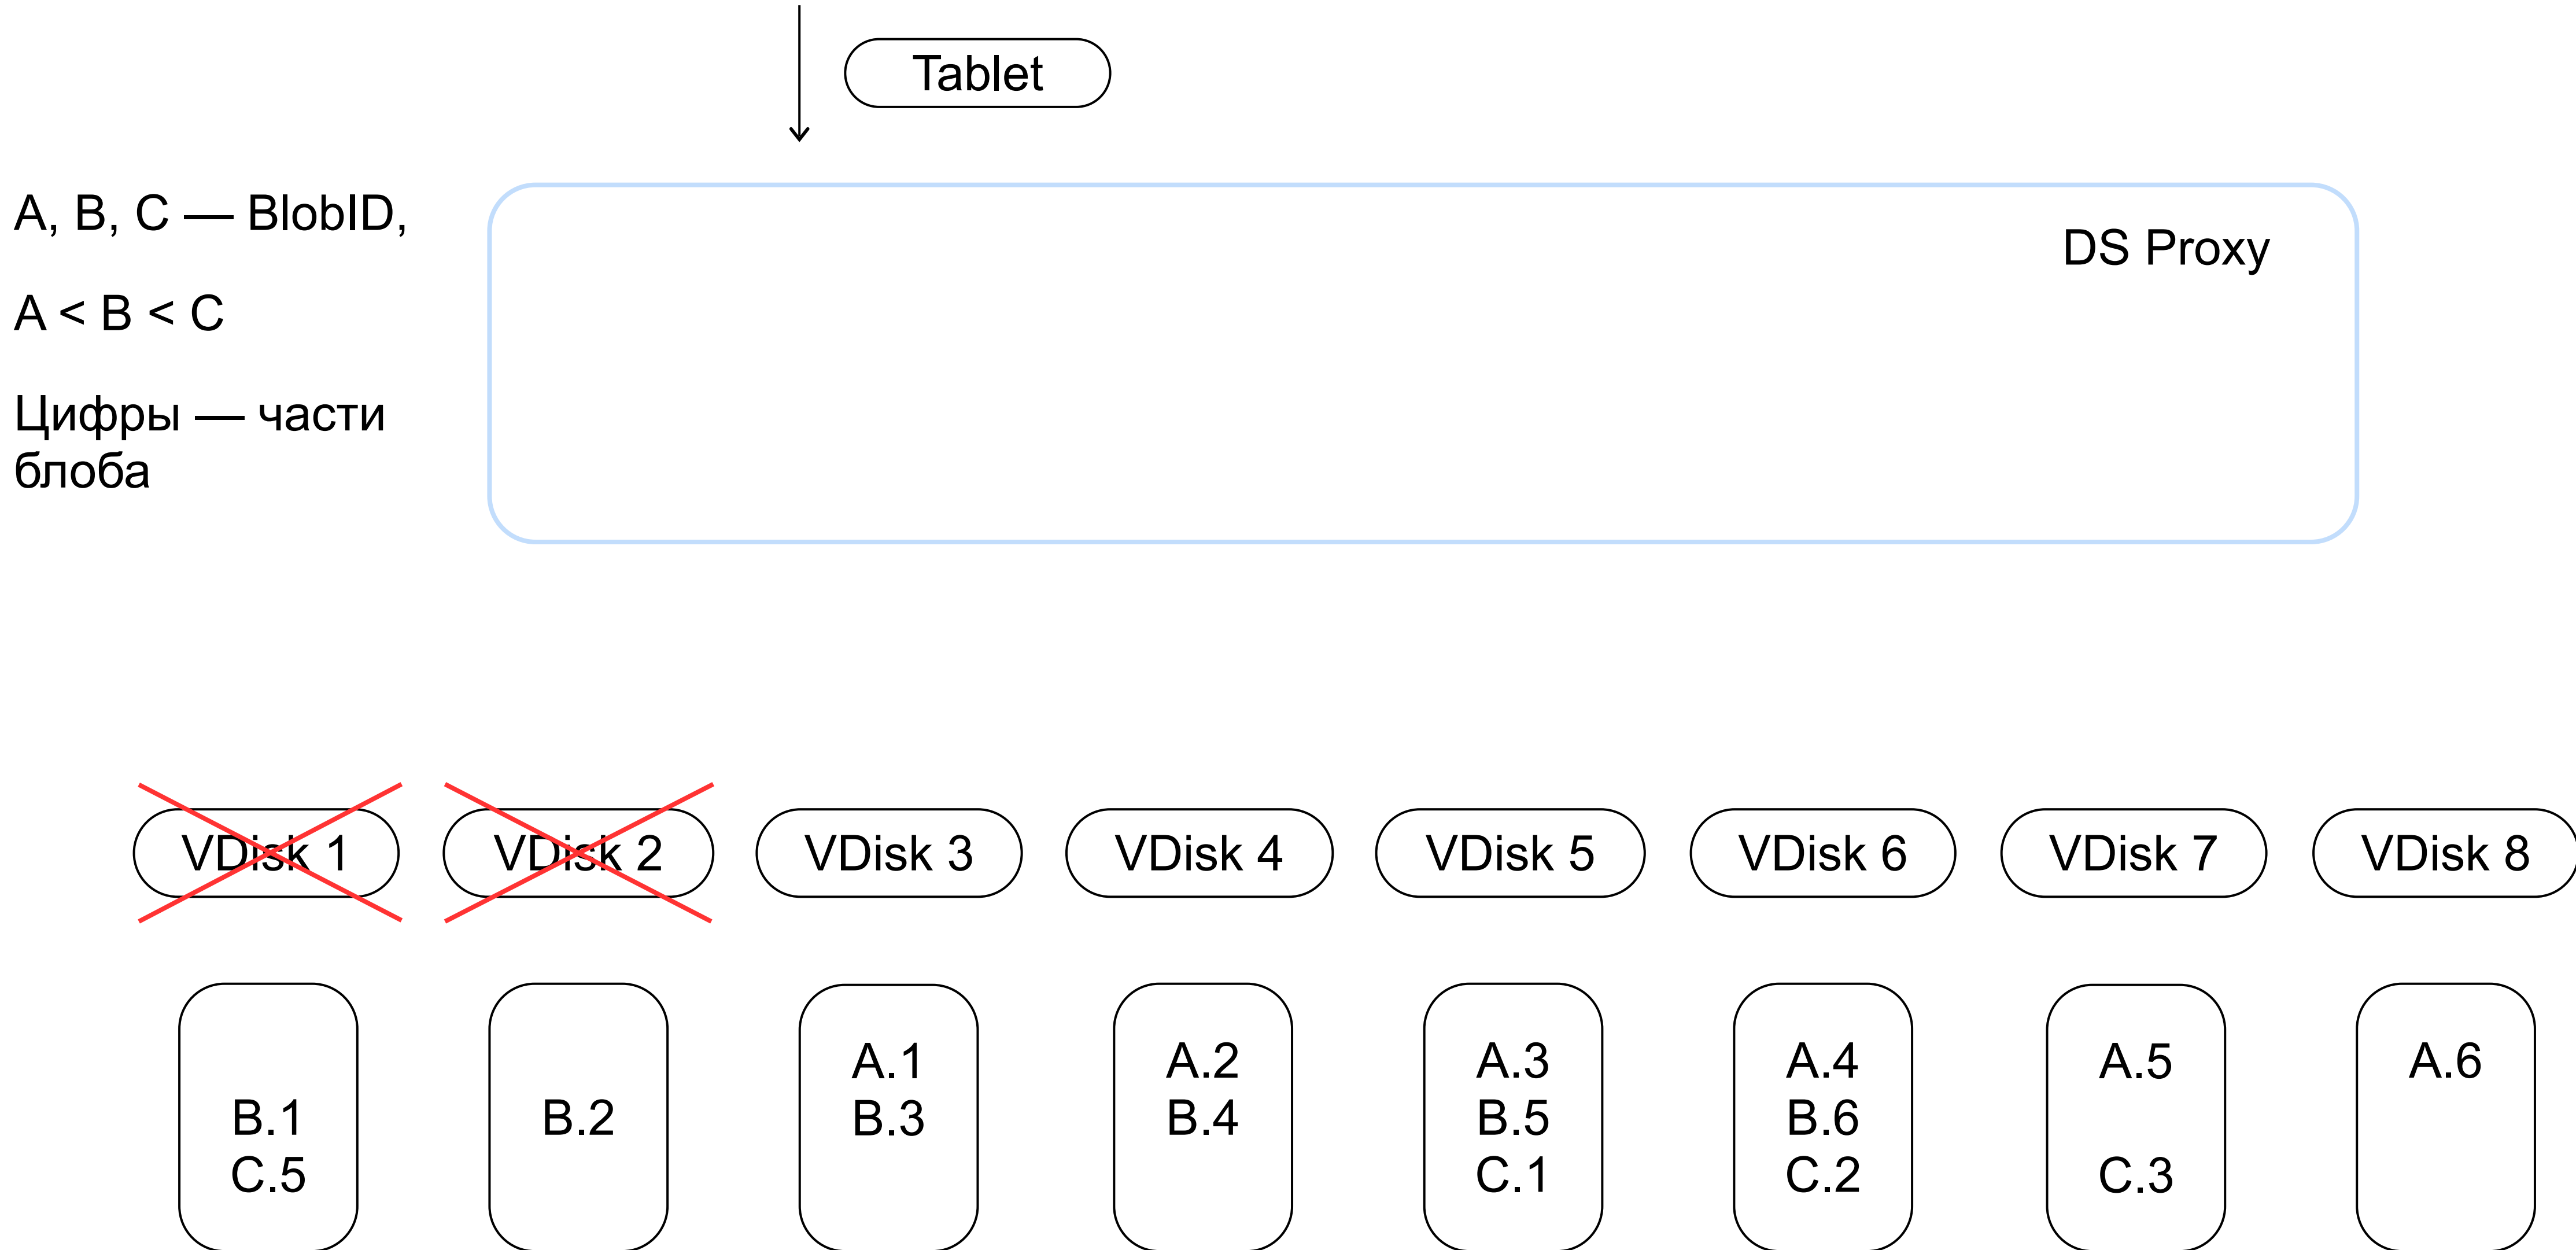 Tablet
A, B, C — BlobID,
A < B < C
Цифры — части
блоба
DS Proxy
VDisk 1
VDisk 2
VDisk 3
VDisk 4
VDisk 5
VDisk 6
VDisk 7
VDisk 8
B.1
C.5
B.2
A.1
B.3
A.2
B.4
A.3
B.5
C.1
A.4
B.6
C.2
A.5
C.3
A.6